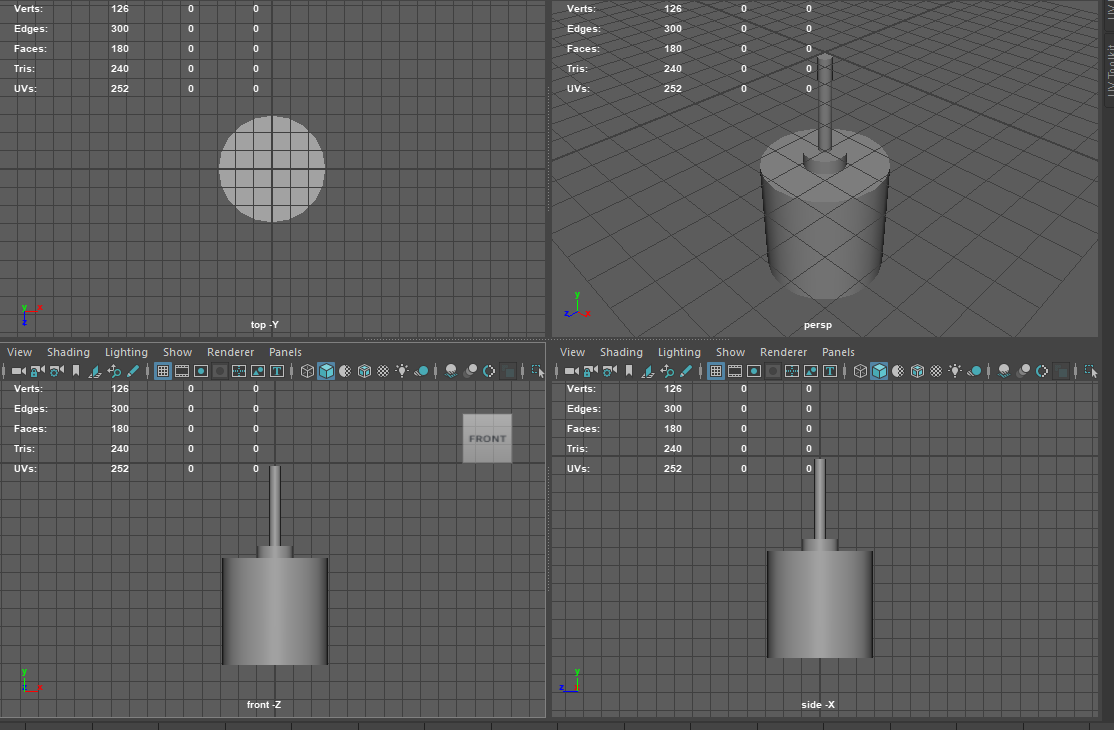 Verts: 126 0 0
Edges: 300 0 0
Faces: 180 0 0
Tris: 240 0 0
UVs: 252 0 0
y x
z
top -Y
Verts: 126 0 0
Edges: 300 0 0
Faces: 180 0 0
Tris: 240 0 0
UVs: 252 0 0
y
z x
persp
UV Toolkit
View Shading Lighting Show Renderer Panels
T
Verts: 126 0 0
Edges: 300 0 0
Faces: 180 0 0
Tris: 240 0 0
UVs: 252 0 0
FRONT
y
x
front -Z
View Shading Lighting Show Renderer Panels
T
Verts: 126 0 0
Edges: 300 0 0
Faces: 180 0 0
Tris: 240 0 0
UVs: 252 0 0
y
z
side -X